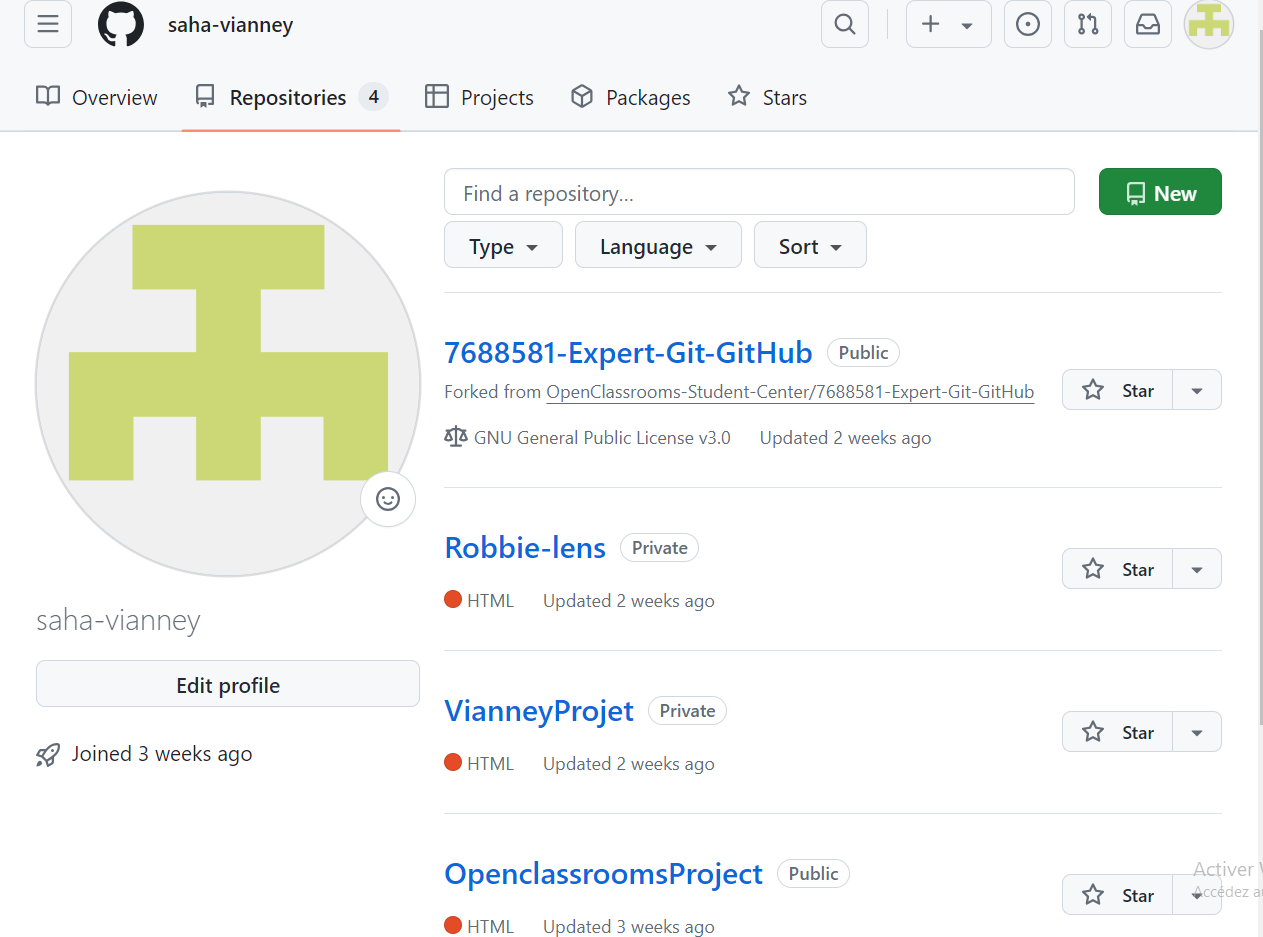 saha-vianney
Overview Repositories 4 Projects Packages Stars
Find a repository...
New
Type Language Sort
7688581-Expert-Git-GitHub Public
Forked from OpenClassrooms-Student-Center/7688581-Expert-Git-GitHub
Star
GNU General Public License v3.0 Updated 2 weeks ago
Robbie-lens Private
Star
HTML Updated 2 weeks ago
saha-vianney
Edit profile
Joined 3 weeks ago
VianneyProjet Private
Star
HTML Updated 2 weeks ago
OpenclassroomsProject Public
Star
HTML Updated 3 weeks ago
Activer
Accédez